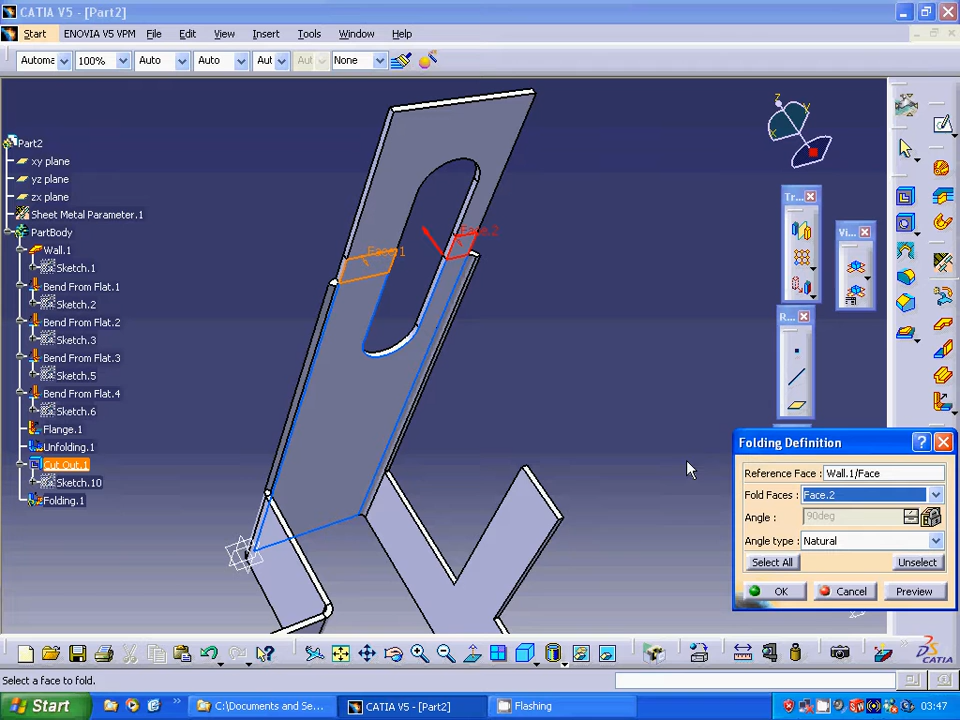 CATIA V5 - [Part2]
Start ENOVIA V5 VPM File Edit View Insert Tools Window Help
Automa 100% Auto Auto Aut Aut None
Part2
xy plane
yz plane
zx plane
Sheet Metal Parameter.1
PartBody
Wall.1
Sketch.1
Bend From Flat.1
Sketch.2
Bend From Flat.2
Sketch.3
Bend From Flat.3
Sketch.5
Bend From Flat.4
Sketch.6
Flange.1
Unfolding.1
Cut Out.1
Sketch.10
Folding.1
Face.1
Face.2
z
y
x
Tr...
Vi...
R...
Folding Definition
Reference Face: Wall.1/Face
Fold Faces: Face.2
Angle: 90deg
Angle type: Natural
Select All Unselect
OK Cancel Preview
CATIA
Select a face to fold.
Start C:\Documents and Se... CATIA V5 - [Part2] Flashing 03:47